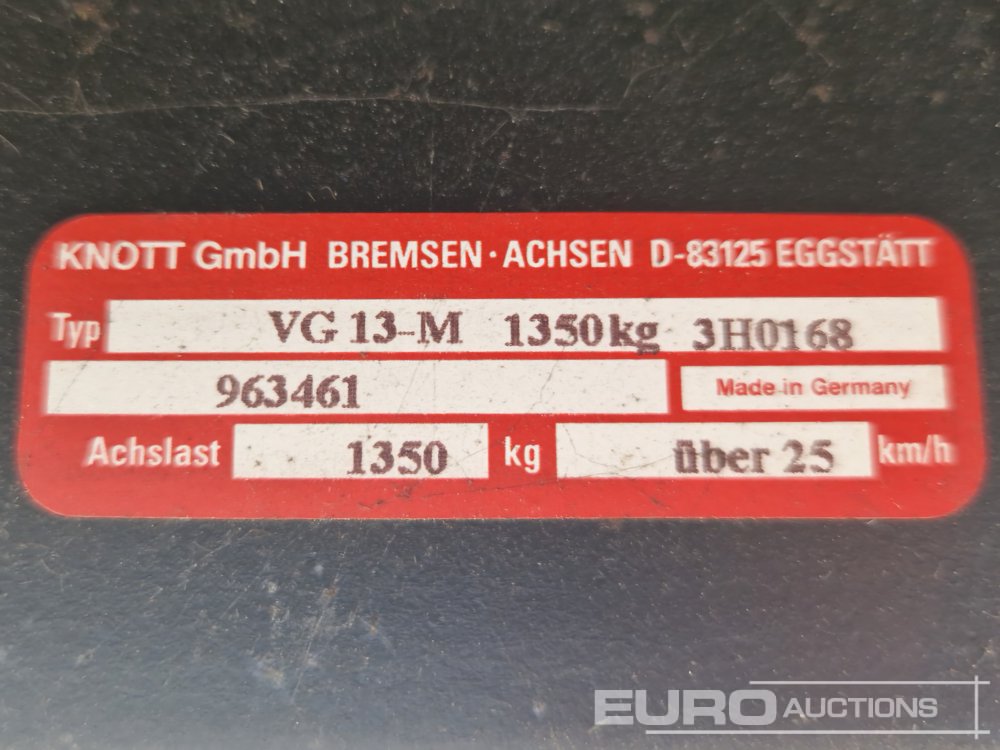 KNOTT GmbH BREMSEN · ACHSEN D-83125 EGGSTÄTT
Typ VG 13-M 1350kg 3H0168
963461 Made in Germany
Achslast 1350 kg über 25 km/h
EURO AUCTIONS